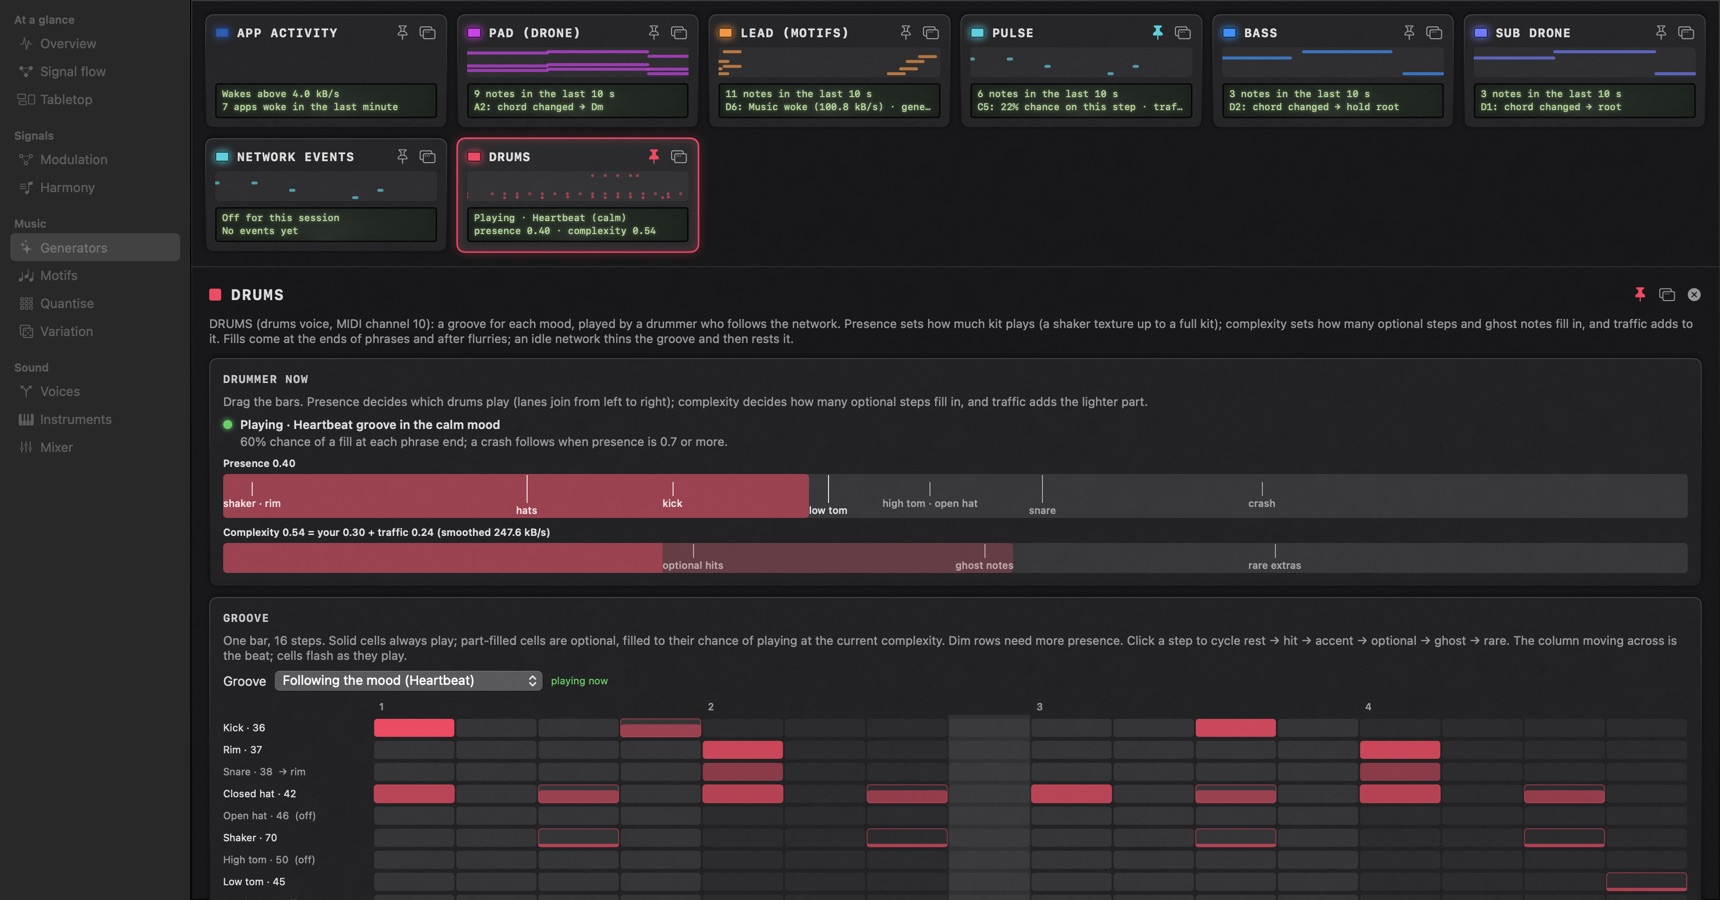 At a glance
Overview
Signal flow
Tabletop
Signals
Modulation
Harmony
Music
Generators
Motifs
Quantise
Variation
Sound
Voices
Instruments
Mixer
APP ACTIVITY
Wakes above 4.0 kB/s
7 apps woke in the last minute
PAD (DRONE)
9 notes in the last 10 s
A2: chord changed → Dm
LEAD (MOTIFS)
11 notes in the last 10 s
D6: Music woke (100.8 kB/s) · gene…
PULSE
6 notes in the last 10 s
C5: 22% chance on this step · traf…
BASS
3 notes in the last 10 s
D2: chord changed → hold root
SUB DRONE
3 notes in the last 10 s
D1: chord changed → root
NETWORK EVENTS
Off for this session
No events yet
DRUMS
Playing · Heartbeat (calm)
presence 0.40 · complexity 0.54
DRUMS
DRUMS (drums voice, MIDI channel 10): a groove for each mood, played by a drummer who follows the network. Presence sets how much kit plays (a shaker texture up to a full kit); complexity sets how many optional steps and ghost notes fill in, and traffic adds to
it. Fills come at the ends of phrases and after flurries; an idle network thins the groove and then rests it.
DRUMMER NOW
Drag the bars. Presence decides which drums play (lanes join from left to right); complexity decides how many optional steps fill in, and traffic adds the lighter part.
Playing · Heartbeat groove in the calm mood
60% chance of a fill at each phrase end; a crash follows when presence is 0.7 or more.
Presence 0.40
shaker · rim
hats
kick
low tom
high tom · open hat
snare
crash
Complexity 0.54 = your 0.30 + traffic 0.24 (smoothed 247.6 kB/s)
optional hits
ghost notes
rare extras
GROOVE
One bar, 16 steps. Solid cells always play; part-filled cells are optional, filled to their chance of playing at the current complexity. Dim rows need more presence. Click a step to cycle rest → hit → accent → optional → ghost → rare. The column moving across is
the beat; cells flash as they play.
Groove Following the mood (Heartbeat) playing now
1 2 3 4
Kick · 36
Rim · 37
Snare · 38 → rim
Closed hat · 42
Open hat · 46 (off)
Shaker · 70
High tom · 50 (off)
Low tom · 45